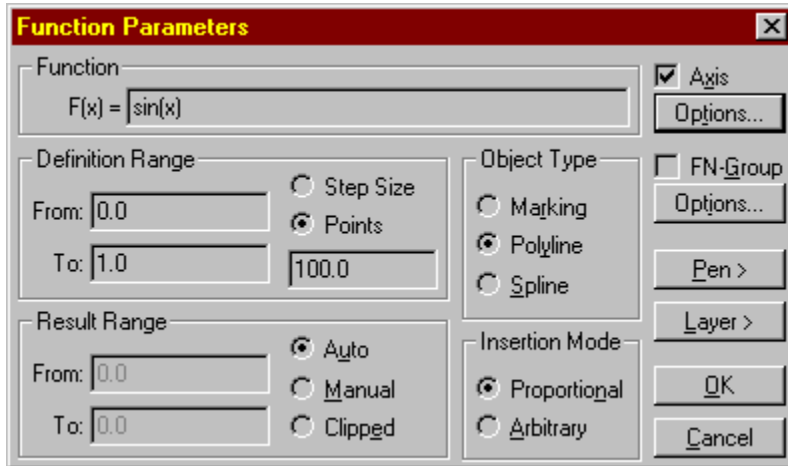 Function Parameters
Function
F(x) = sin(x)
Axis
Options...
Definition Range
From: 0.0
To: 1.0
Step Size
Points
100.0
Object Type
Marking
Polyline
Spline
FN-Group
Options...
Pen >
Layer >
Result Range
From: 0.0
To: 0.0
Auto
Manual
Clipped
Insertion Mode
Proportional
Arbitrary
OK
Cancel